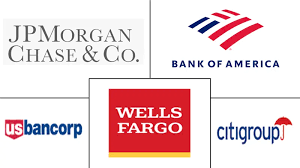 JPMORGAN
CHASE & CO.
BANK OF AMERICA
usbancorp
WELLS
FARGO
citigroup